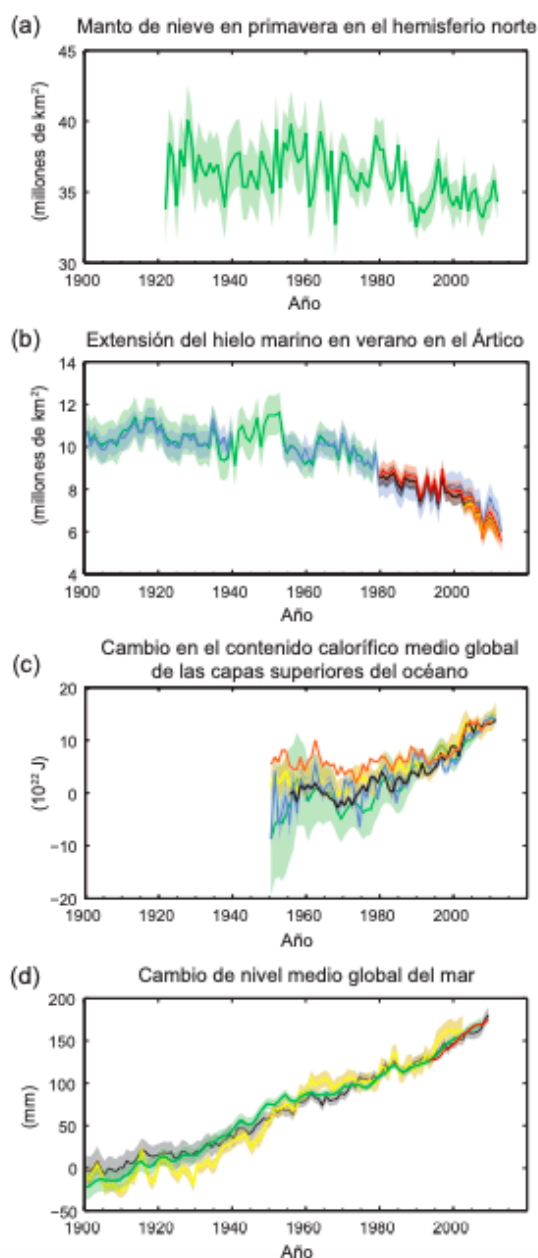 (a) Manto de nieve en primavera en el hemisferio norte
(millones de km²)
45
40
35
30
1900 1920 1940 1960 1980 2000
Año
(b) Extensión del hielo marino en verano en el Ártico
(millones de km²)
14
12
10
8
6
4
1900 1920 1940 1960 1980 2000
Año
(c) Cambio en el contenido calorífico medio global
de las capas superiores del océano
(10²² J)
20
10
0
−10
−20
1900 1920 1940 1960 1980 2000
Año
(d) Cambio de nivel medio global del mar
(mm)
200
150
100
50
0
−50
1900 1920 1940 1960 1980 2000
Año